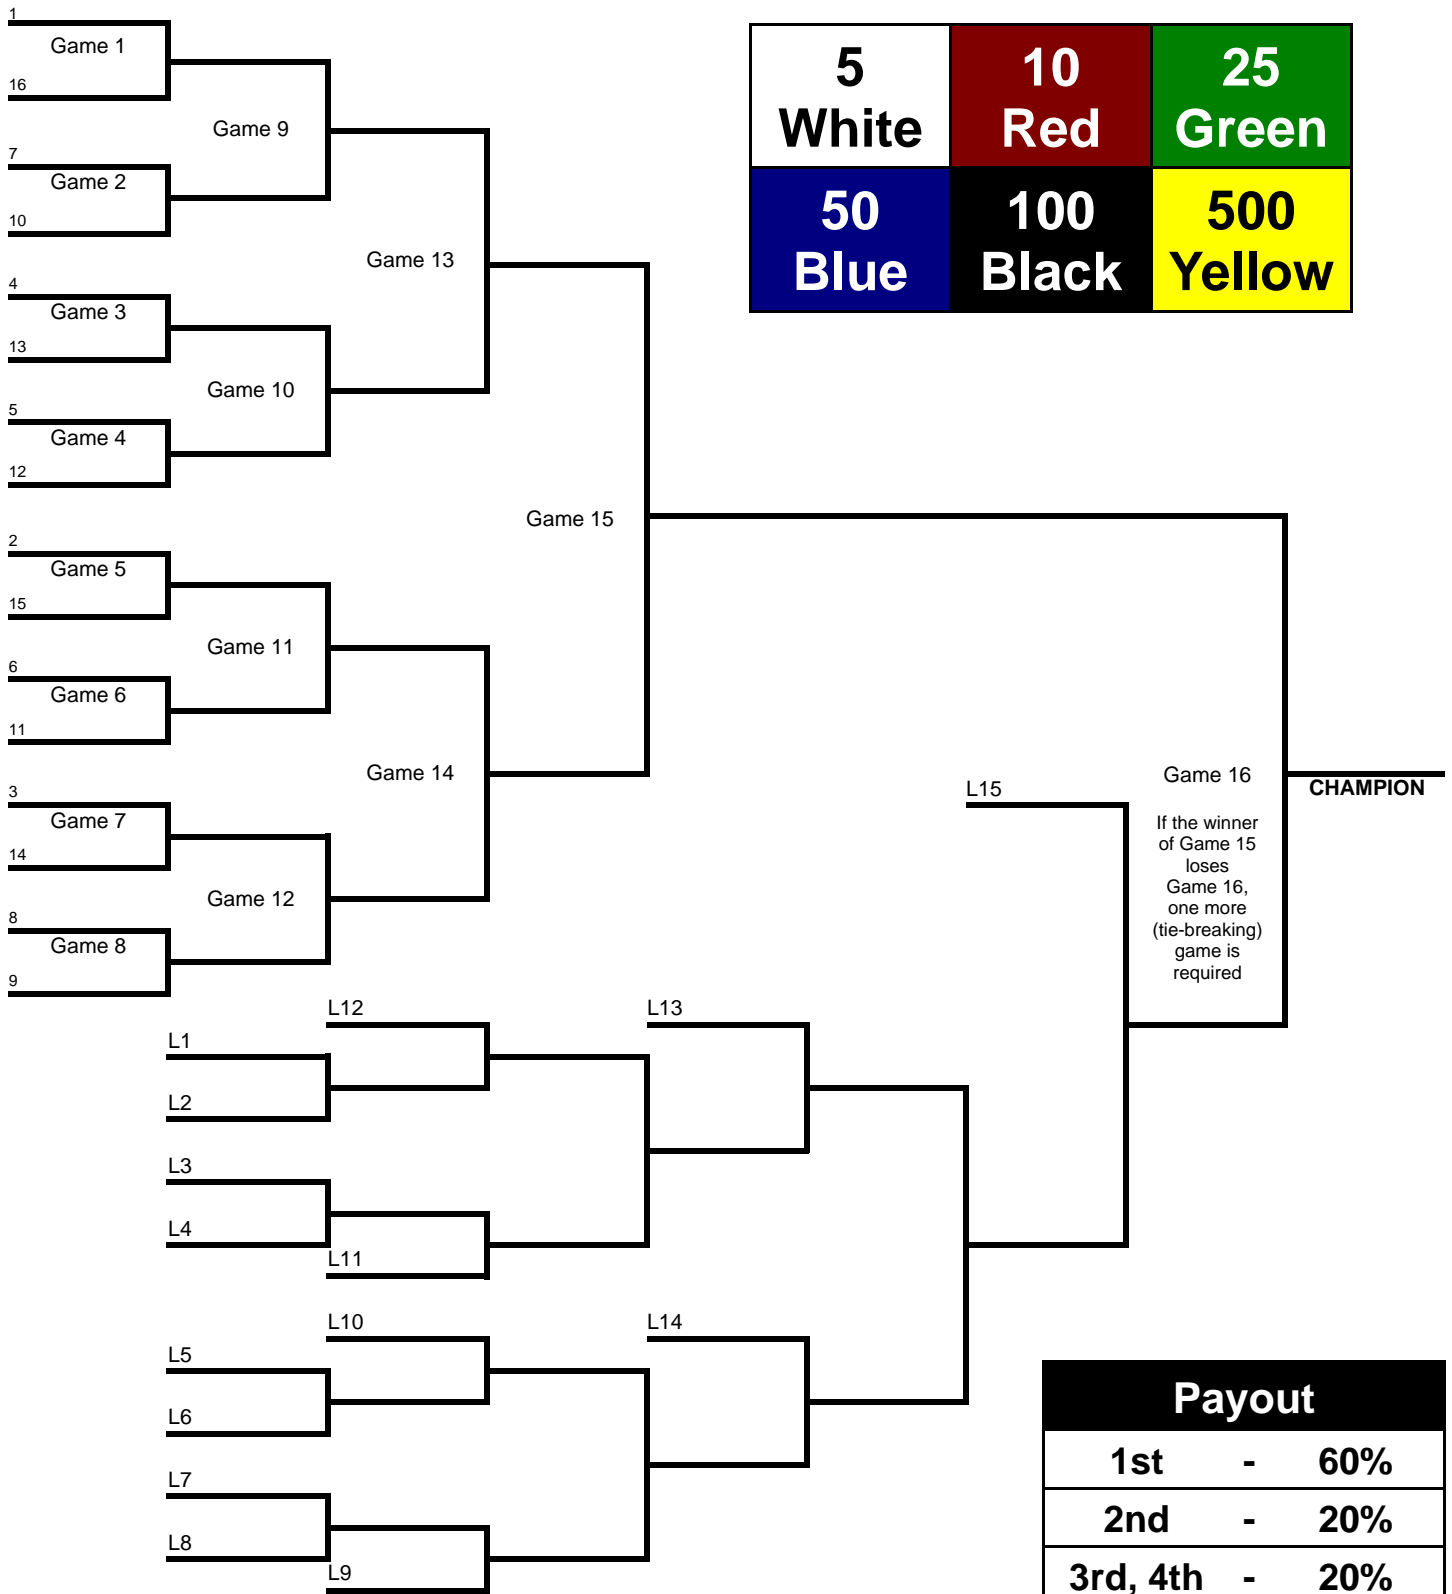 1
Game 1
16
Game 9
7
Game 2
10
Game 13
4
Game 3
13
Game 10
5
Game 4
12
Game 15
2
Game 5
15
Game 11
6
Game 6
11
Game 14
3
Game 7
14
Game 12
8
Game 8
9
5
White
10
Red
25
Green
50
Blue
100
Black
500
Yellow
L15
Game 16
If the winner
of Game 15
loses
Game 16,
one more
(tie-breaking)
game is
required
CHAMPION
L12
L13
L1
L2
L3
L4
L11
L10
L14
L5
L6
L7
L8
L9
Payout
1st - 60%
2nd - 20%
3rd, 4th - 20%